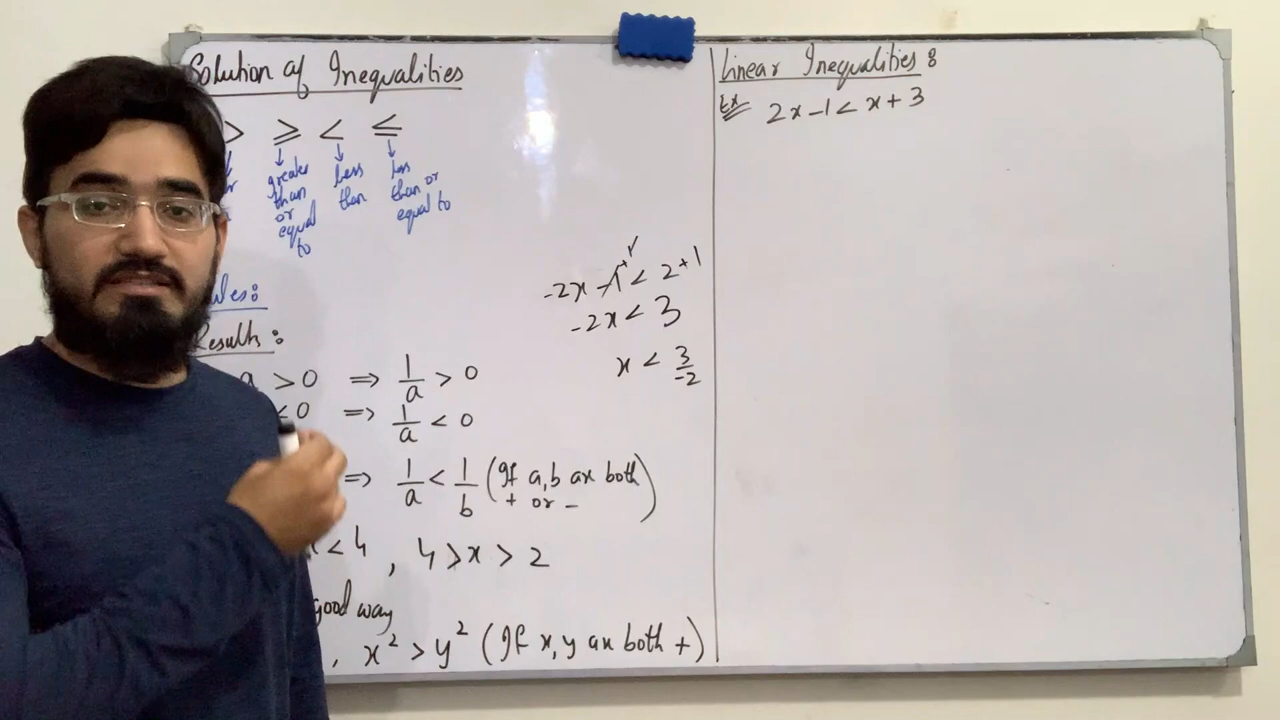 Solution of Inequalities
> ≥ < ≤
greater than or equal to
less than
less than or equal to
Results:
a > 0 ⇒ 1/a > 0
< 0 ⇒ 1/a < 0
⇒ 1/a < 1/b (If a, b are both + or -)
< 4 , 4 > x > 2
good way
, x² > y² (If x, y are both +)
-2x - 1 + 1 < 2 + 1
-2x < 3
x < 3/-2
Linear Inequalities :
Ex 2x - 1 < x + 3